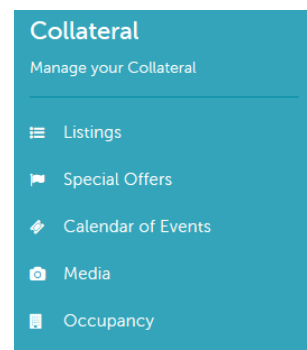 Collateral
Manage your Collateral
Listings
Special Offers
Calendar of Events
Media
Occupancy